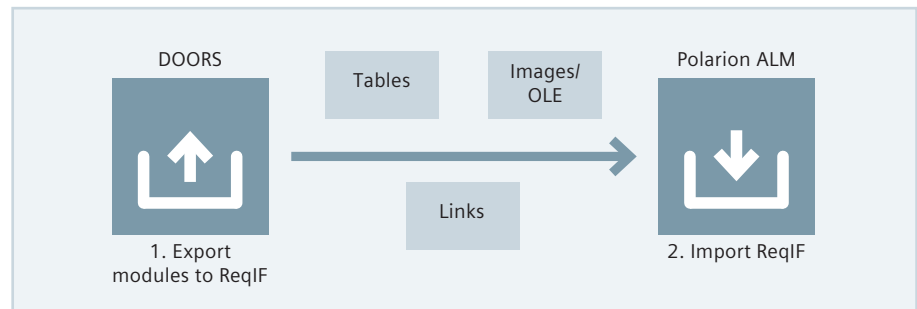 DOORS
Tables
Images/
OLE
Polarion ALM
Links
1. Export
modules to ReqIF
2. Import ReqIF